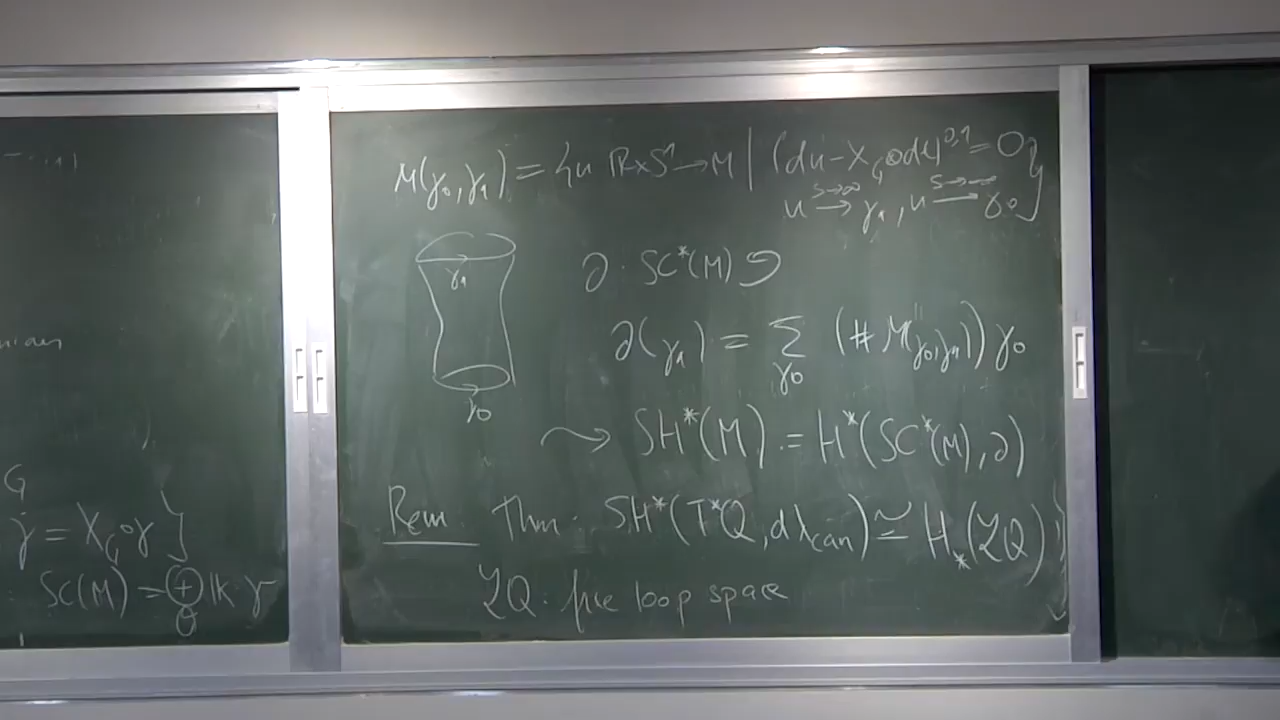 G
γ̇ = X_G∘γ }
SC(M) = ⊕_γ 𝕜 γ
M(γ₀,γ₁) = {u ℝ×S¹→M | (du-X_G⊗dt)^{0,1} = 0
u →^{s→∞} γ₁, u →^{s→-∞} γ₀ }
γ₁
γ₀
∂ : SC*(M) ↺
∂(γ₁) = Σ_{γ₀} (# M(γ₀,γ₁)) γ₀
⇝ SH*(M) := H*(SC*(M),∂)
Rem Thm: SH*(T*Q, dλ_can) ≃ H_*(ℒQ)
ℒQ: free loop space